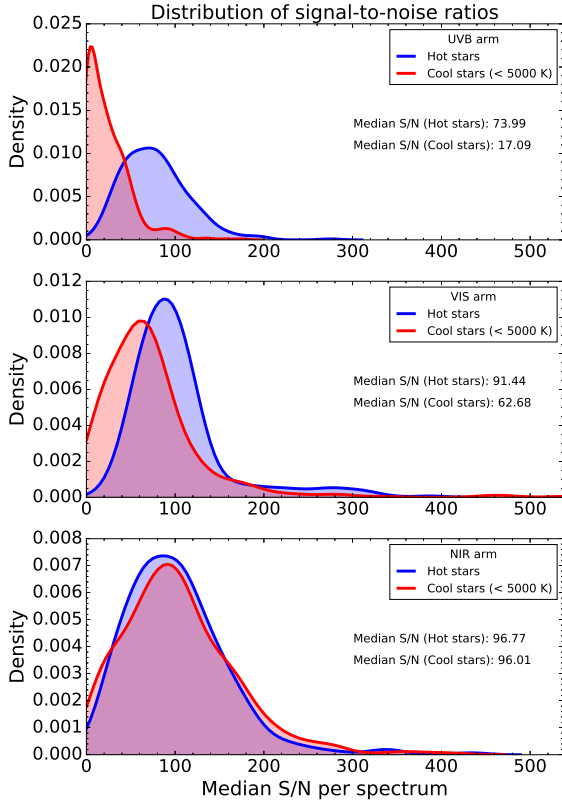 Distribution of signal-to-noise ratios
0.025
0.020
0.015
0.010
0.005
0.000
Density
UVB arm
Hot stars
Cool stars (< 5000 K)
Median S/N (Hot stars): 73.99
Median S/N (Cool stars): 17.09
0 100 200 300 400 500
0.012
0.010
0.008
0.006
0.004
0.002
0.000
Density
VIS arm
Hot stars
Cool stars (< 5000 K)
Median S/N (Hot stars): 91.44
Median S/N (Cool stars): 62.68
0 100 200 300 400 500
0.008
0.007
0.006
0.005
0.004
0.003
0.002
0.001
0.000
Density
NIR arm
Hot stars
Cool stars (< 5000 K)
Median S/N (Hot stars): 96.77
Median S/N (Cool stars): 96.01
0 100 200 300 400 500
Median S/N per spectrum